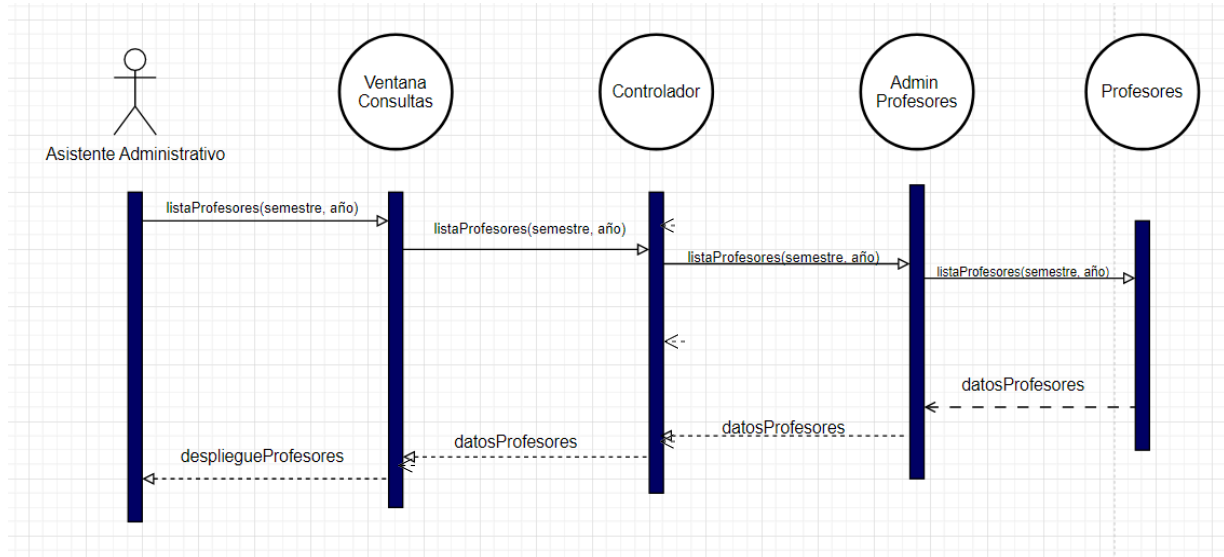 Ventana
Consultas
Controlador
Admin
Profesores
Profesores
Asistente Administrativo
listaProfesores(semestre, año)
listaProfesores(semestre, año)
listaProfesores(semestre, año)
listaProfesores(semestre, año)
datosProfesores
datosProfesores
datosProfesores
despliegueProfesores